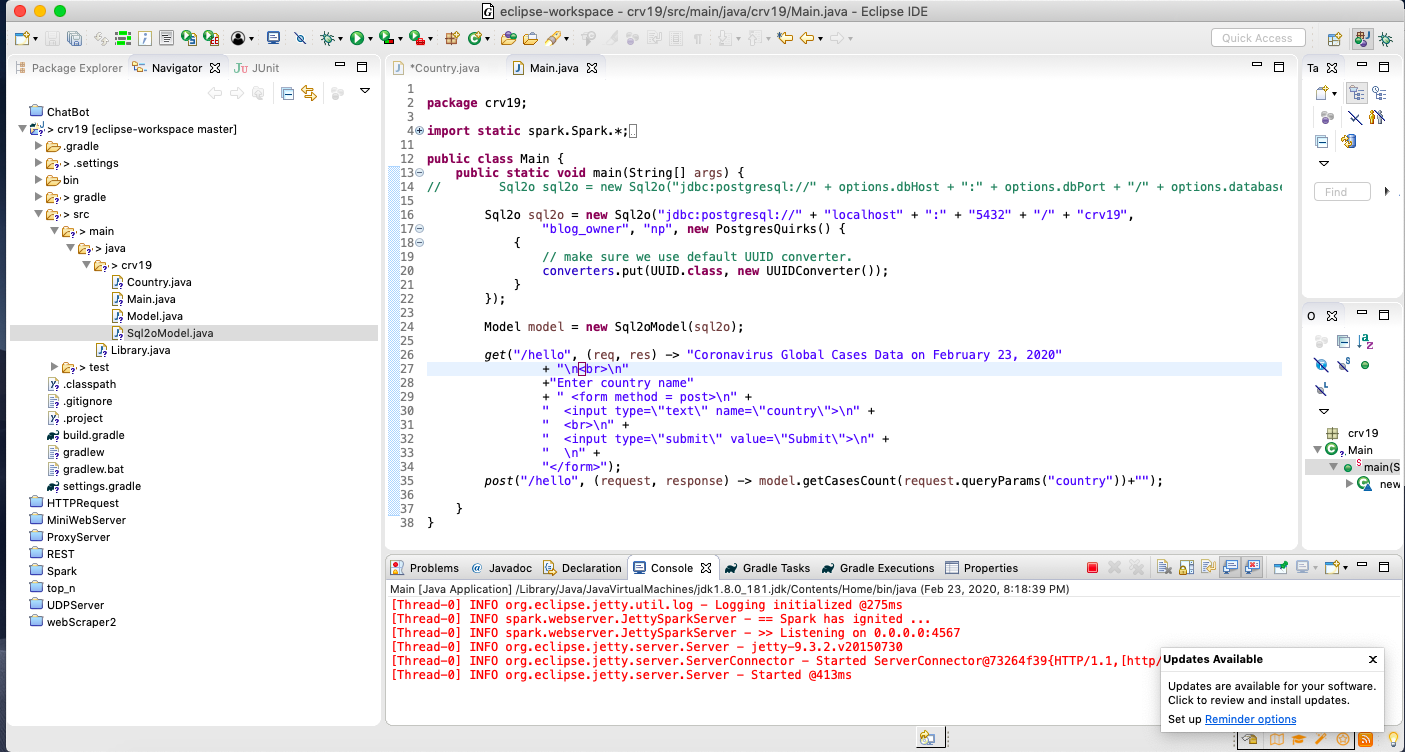 eclipse-workspace - crv19/src/main/java/crv19/Main.java - Eclipse IDE
Quick Access
Package Explorer
Navigator
JUnit
ChatBot
> crv19 [eclipse-workspace master]
.gradle
> .settings
bin
> gradle
> src
> main
> java
> crv19
Country.java
Main.java
Model.java
Sql2oModel.java
Library.java
> test
.classpath
.gitignore
.project
build.gradle
gradlew
gradlew.bat
settings.gradle
HTTPRequest
MiniWebServer
ProxyServer
REST
Spark
top_n
UDPServer
webScraper2
*Country.java
Main.java
1
2 package crv19;
3
4 import static spark.Spark.*;
11
12 public class Main {
13 public static void main(String[] args) {
14 // Sql2o sql2o = new Sql2o("jdbc:postgresql://" + options.dbHost + ":" + options.dbPort + "/" + options.database
15
16 Sql2o sql2o = new Sql2o("jdbc:postgresql://" + "localhost" + ":" + "5432" + "/" + "crv19",
17 "blog_owner", "np", new PostgresQuirks() {
18 {
19 // make sure we use default UUID converter.
20 converters.put(UUID.class, new UUIDConverter());
21 }
22 });
23
24 Model model = new Sql2oModel(sql2o);
25
26 get("/hello", (req, res) -> "Coronavirus Global Cases Data on February 23, 2020"
27 + "\n<br>\n"
28 +"Enter country name"
29 + " <form method = post>\n" +
30 " <input type=\"text\" name=\"country\">\n" +
31 " <br>\n" +
32 " <input type=\"submit\" value=\"Submit\">\n" +
33 " \n" +
34 "</form>");
35 post("/hello", (request, response) -> model.getCasesCount(request.queryParams("country"))+"");
36
37 }
38 }
Ta
Find
O
crv19
Main
main(S
new
Problems
@ Javadoc
Declaration
Console
Gradle Tasks
Gradle Executions
Properties
Main [Java Application] /Library/Java/JavaVirtualMachines/jdk1.8.0_181.jdk/Contents/Home/bin/java (Feb 23, 2020, 8:18:39 PM)
[Thread-0] INFO org.eclipse.jetty.util.log - Logging initialized @275ms
[Thread-0] INFO spark.webserver.JettySparkServer - == Spark has ignited ...
[Thread-0] INFO spark.webserver.JettySparkServer - >> Listening on 0.0.0.0:4567
[Thread-0] INFO org.eclipse.jetty.server.Server - jetty-9.3.2.v20150730
[Thread-0] INFO org.eclipse.jetty.server.ServerConnector - Started ServerConnector@73264f39{HTTP/1.1,[http/
[Thread-0] INFO org.eclipse.jetty.server.Server - Started @413ms
Updates Available
Updates are available for your software.
Click to review and install updates.
Set up Reminder options